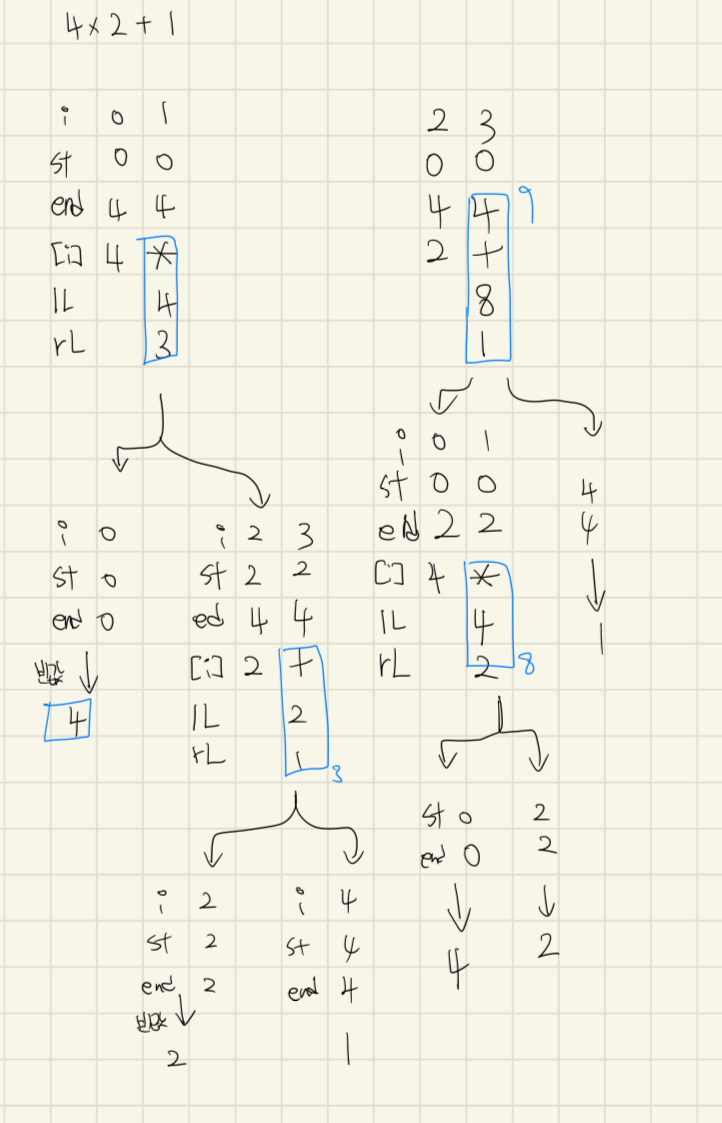 4×2+1
i 0 1
st 0 0
end 4 4
[i] 4 *
lL 4
rL 3
2 3
0 0
4 4 9
2 +
8
1
i 0
st 0
end 0
반환
4
i 2 3
st 2 2
ed 4 4
[i] 2 +
lL 2
rL 1 3
i 2
st 2
end 2
반환
2
i 4
st 4
end 4
1
i 0 1
st 0 0
end 2 2
[] 4 *
lL 4
rL 2 8
4
4
1
st 0 2
end 0 2
4 2